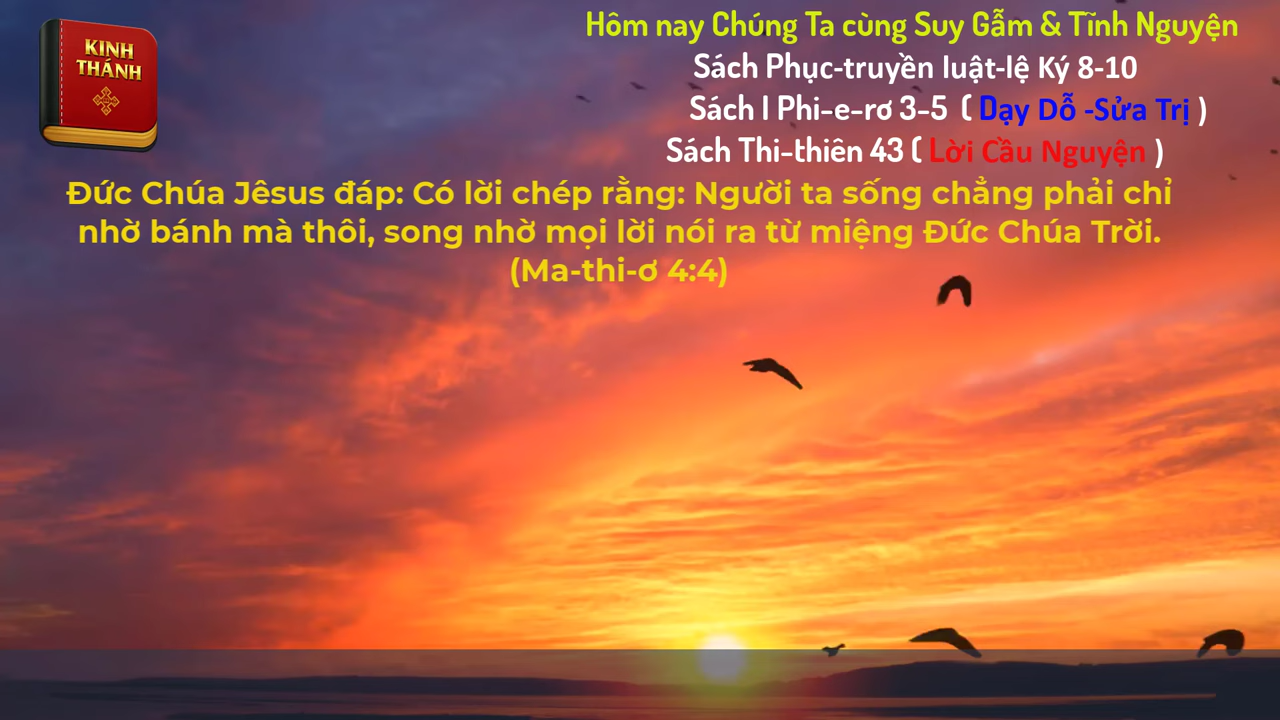 KINH
THÁNH
Hôm nay Chúng Ta cùng Suy Gẫm & Tĩnh Nguyện
Sách Phục-truyền luật-lệ Ký 8-10
Sách I Phi-e-rơ 3-5 ( Dạy Dỗ -Sửa Trị )
Sách Thi-thiên 43 ( Lời Cầu Nguyện )
Đức Chúa Jêsus đáp: Có lời chép rằng: Người ta sống chẳng phải chỉ
nhờ bánh mà thôi, song nhờ mọi lời nói ra từ miệng Đức Chúa Trời.
(Ma-thi-ơ 4:4)